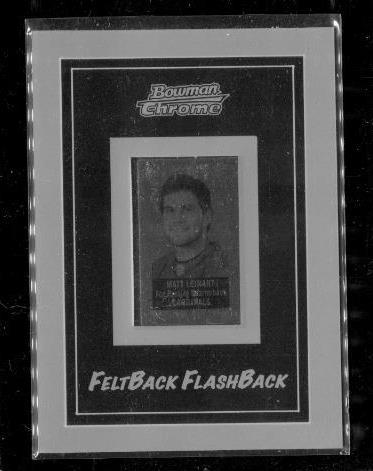 Bowman
Chrome
MATT LEINART
CARDINALS
FELTBACK FLASHBACK